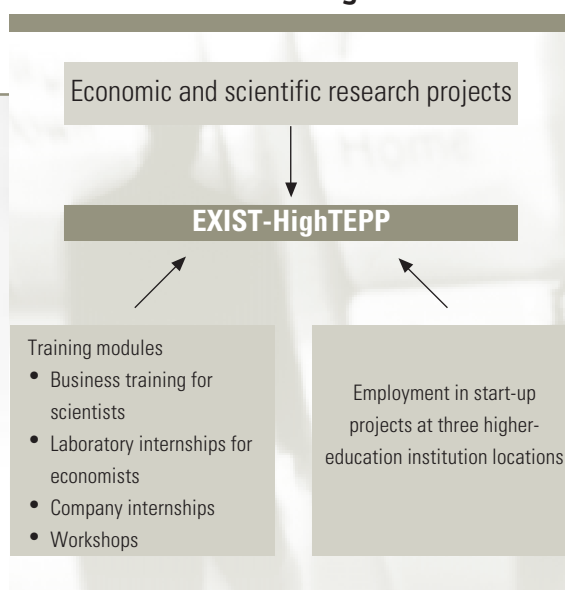 Economic and scientific research projects
EXIST-HighTEPP
Training modules
• Business training for
scientists
• Laboratory internships for
economists
• Company internships
• Workshops
Employment in start-up
projects at three higher-
education institution locations